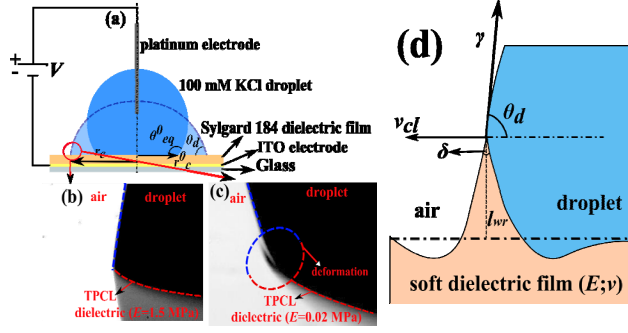 (a)
platinum electrode
+
-
V
100 mM KCl droplet
θ⁰eq
θd
Sylgard 184 dielectric film
rc
r⁰c
ITO electrode
Glass
(b)
air
droplet
TPCL
dielectric (E=1.5 MPa)
(c)
air
droplet
deformation
TPCL
dielectric (E=0.02 MPa)
(d)
γ
θd
vcl
δ
air
droplet
lwr
soft dielectric film (E;ν)